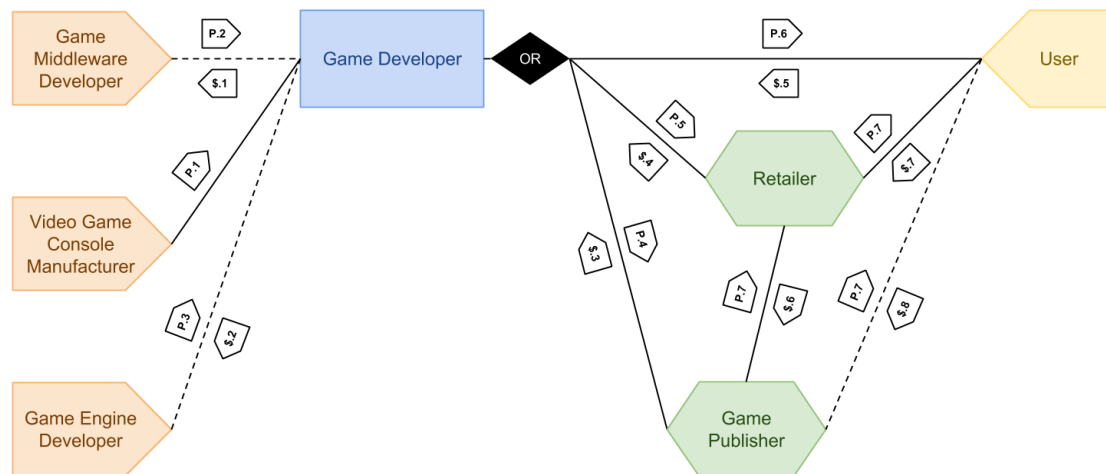 Game
Middleware
Developer
P.2
$.1
Game Developer
OR
P.6
$.5
User
P.1
P.5
$.4
P.7
$.7
Retailer
Video Game
Console
Manufacturer
$.3
P.4
P.7
$.6
P.7
$.8
P.3
$.2
Game Engine
Developer
Game
Publisher